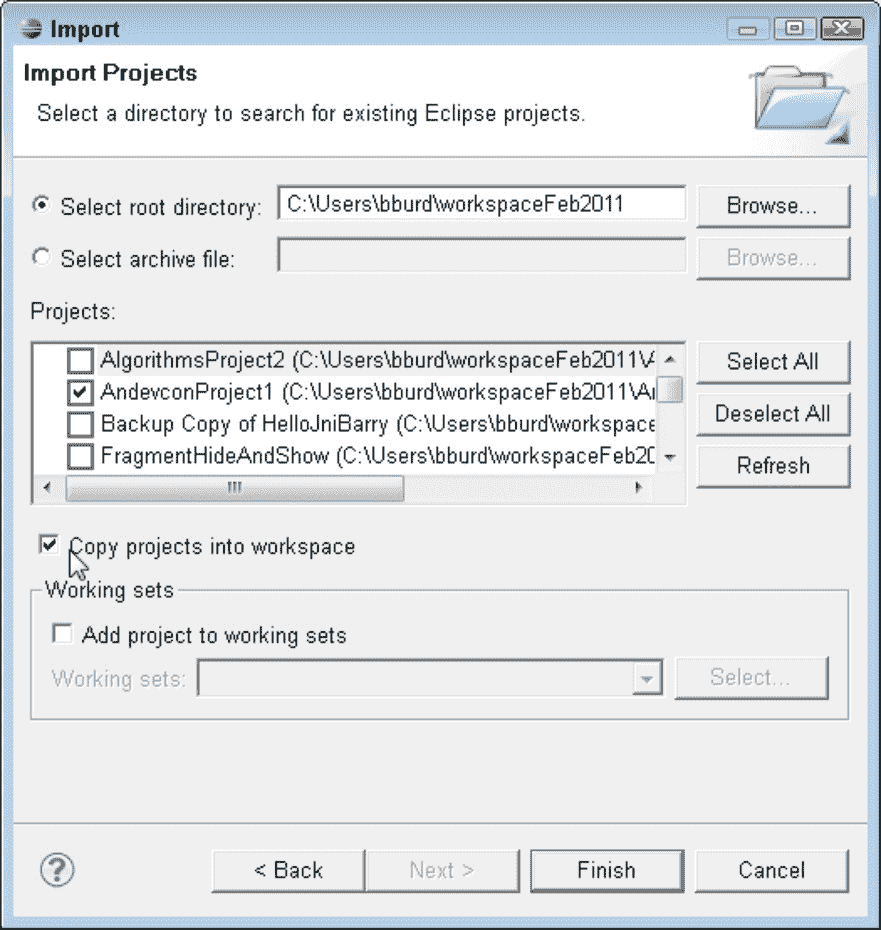 Import
Import Projects
Select a directory to search for existing Eclipse projects.
Select root directory: C:\Users\bburd\workspaceFeb2011 Browse...
Select archive file: Browse...
Projects:
AlgorithmsProject2 (C:\Users\bburd\workspaceFeb2011\A
Select All
AndevconProject1 (C:\Users\bburd\workspaceFeb2011\An
Deselect All
Backup Copy of HelloJniBarry (C:\Users\bburd\workspace
FragmentHideAndShow (C:\Users\bburd\workspaceFeb20
Refresh
Copy projects into workspace
Working sets
Add project to working sets
Working sets: Select...
< Back Next > Finish Cancel